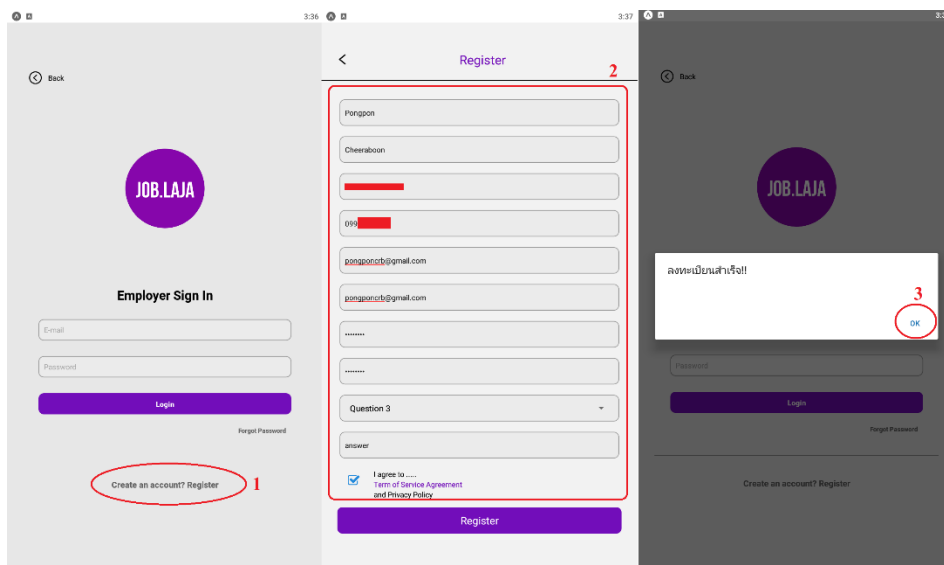 3:36
Back
JOB.LAJA
Employer Sign In
E-mail
Password
Login
Forgot Password
Create an account? Register
1
3:37
Register
2
Pongpon
Cheeraboon
099
pongponcrb@gmail.com
pongponcrb@gmail.com
........
........
Question 3
answer
I agree to .....
Term of Service Agreement
and Privacy Policy
Register
Back
JOB.LAJA
ลงทะเบียนสำเร็จ!!
3
OK
Password
Login
Forgot Password
Create an account? Register